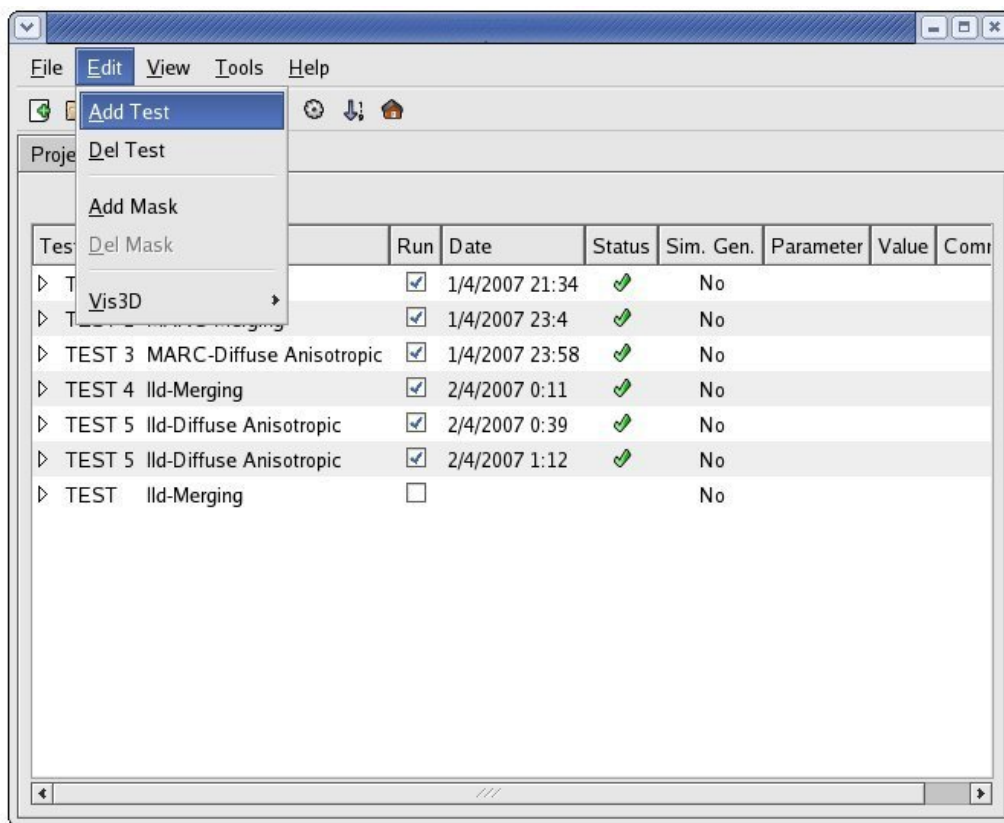 File Edit View Tools Help
Add Test
Del Test
Add Mask
Del Mask
Vis3D
Run Date Status Sim. Gen. Parameter Value
1/4/2007 21:34 No
1/4/2007 23:4 No
TEST 3 MARC-Diffuse Anisotropic 1/4/2007 23:58 No
TEST 4 lld-Merging 2/4/2007 0:11 No
TEST 5 lld-Diffuse Anisotropic 2/4/2007 0:39 No
TEST 5 lld-Diffuse Anisotropic 2/4/2007 1:12 No
TEST lld-Merging No